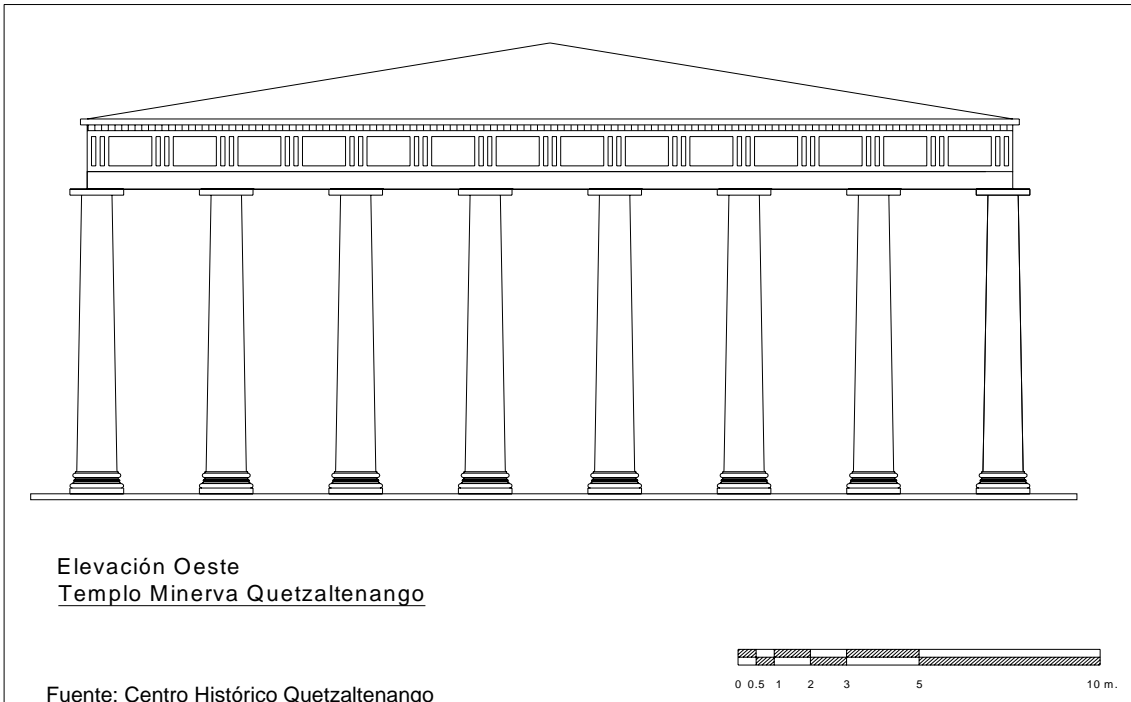 Elevación Oeste
Templo Minerva Quetzaltenango
0 0.5 1 2 3 5 10 m.
Fuente: Centro Histórico Quetzaltenango